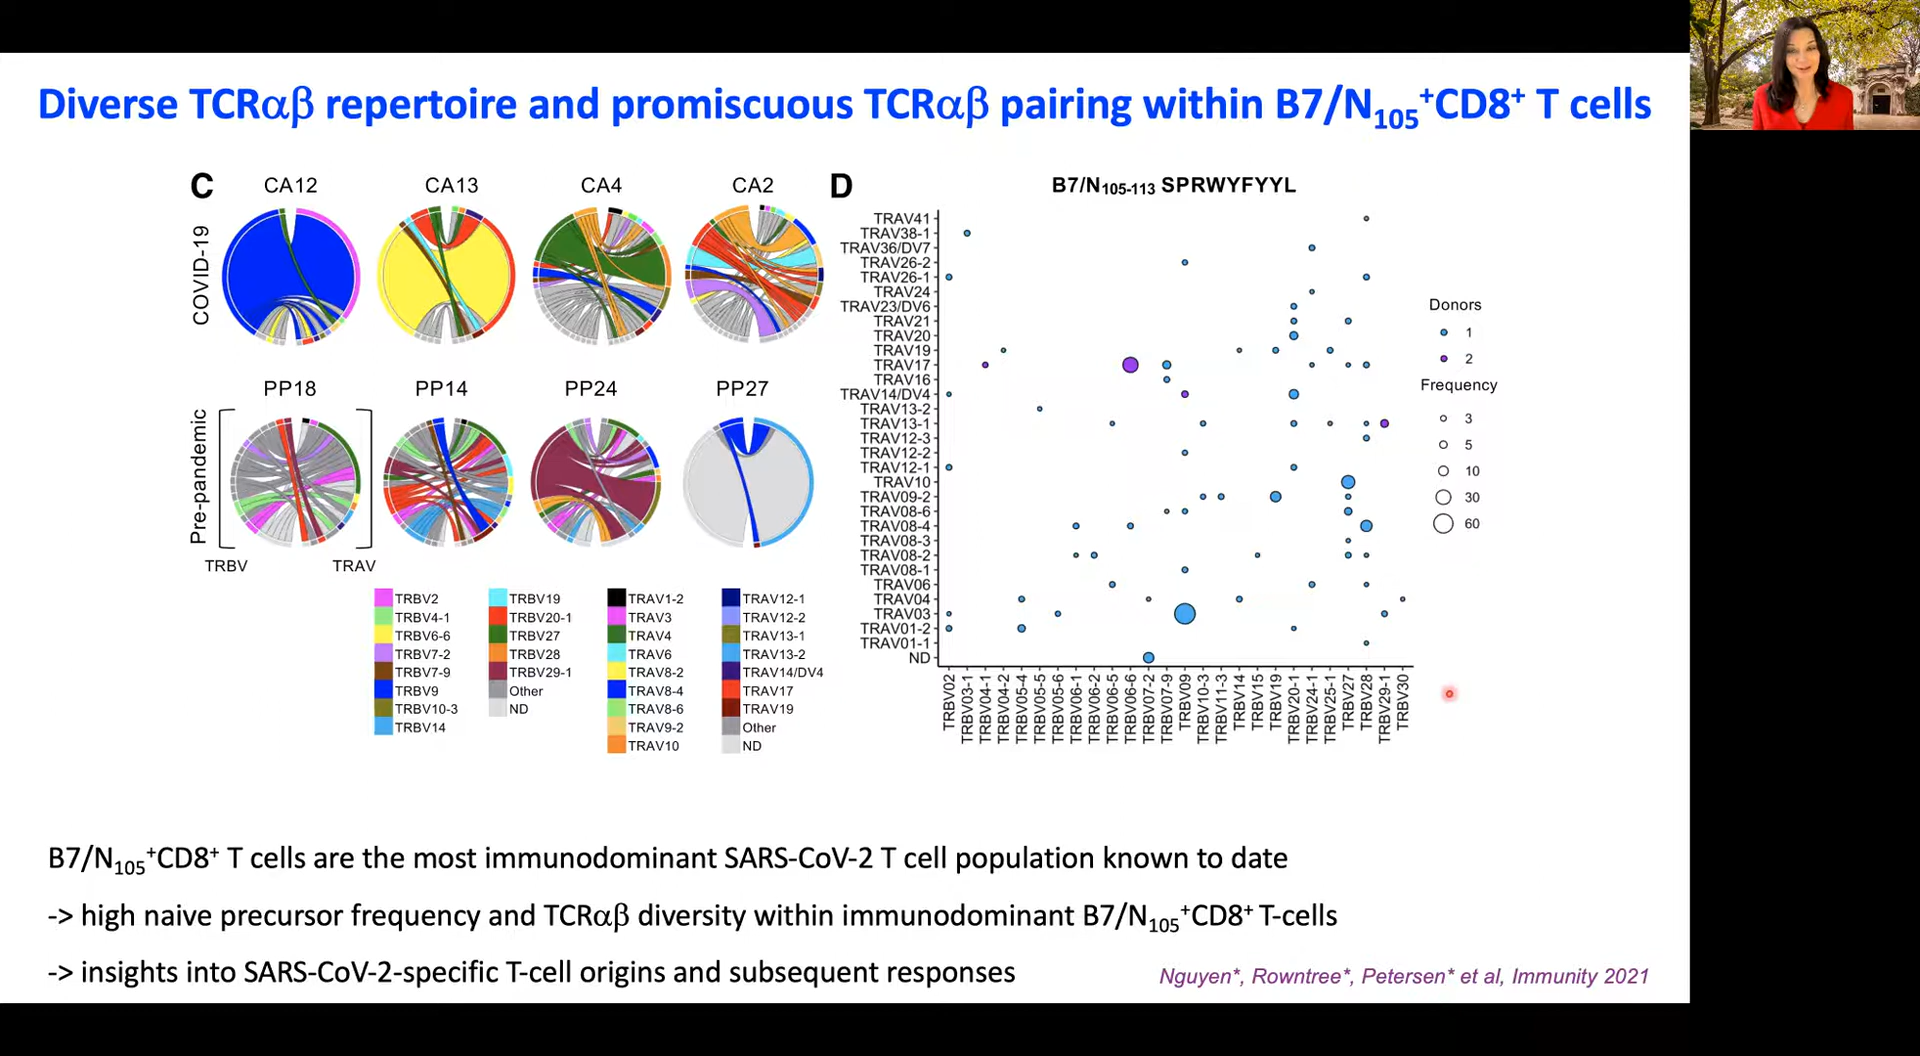 Diverse TCRαβ repertoire and promiscuous TCRαβ pairing within B7/N105+CD8+ T cells
C
CA12
CA13
CA4
CA2
COVID-19
PP18
PP14
PP24
PP27
Pre-pandemic
TRBV
TRAV
TRBV2
TRBV4-1
TRBV6-6
TRBV7-2
TRBV7-9
TRBV9
TRBV10-3
TRBV14
TRBV19
TRBV20-1
TRBV27
TRBV28
TRBV29-1
Other
ND
TRAV1-2
TRAV3
TRAV4
TRAV6
TRAV8-2
TRAV8-4
TRAV8-6
TRAV9-2
TRAV10
TRAV12-1
TRAV12-2
TRAV13-1
TRAV13-2
TRAV14/DV4
TRAV17
TRAV19
Other
ND
D
B7/N105-113 SPRWYFYYL
TRAV41
TRAV38-1
TRAV36/DV7
TRAV26-2
TRAV26-1
TRAV24
TRAV23/DV6
TRAV21
TRAV20
TRAV19
TRAV17
TRAV16
TRAV14/DV4
TRAV13-2
TRAV13-1
TRAV12-3
TRAV12-2
TRAV12-1
TRAV10
TRAV09-2
TRAV08-6
TRAV08-4
TRAV08-3
TRAV08-2
TRAV08-1
TRAV06
TRAV04
TRAV03
TRAV01-2
TRAV01-1
ND
TRBV02
TRBV03-1
TRBV04-1
TRBV04-2
TRBV05-4
TRBV05-5
TRBV05-6
TRBV06-1
TRBV06-2
TRBV06-5
TRBV06-6
TRBV07-2
TRBV07-9
TRBV09
TRBV10-3
TRBV11-3
TRBV14
TRBV15
TRBV19
TRBV20-1
TRBV24-1
TRBV25-1
TRBV27
TRBV28
TRBV29-1
TRBV30
Donors
1
2
Frequency
3
5
10
30
60
B7/N105+CD8+ T cells are the most immunodominant SARS-CoV-2 T cell population known to date
-> high naive precursor frequency and TCRαβ diversity within immunodominant B7/N105+CD8+ T-cells
-> insights into SARS-CoV-2-specific T-cell origins and subsequent responses
Nguyen*, Rowntree*, Petersen* et al, Immunity 2021